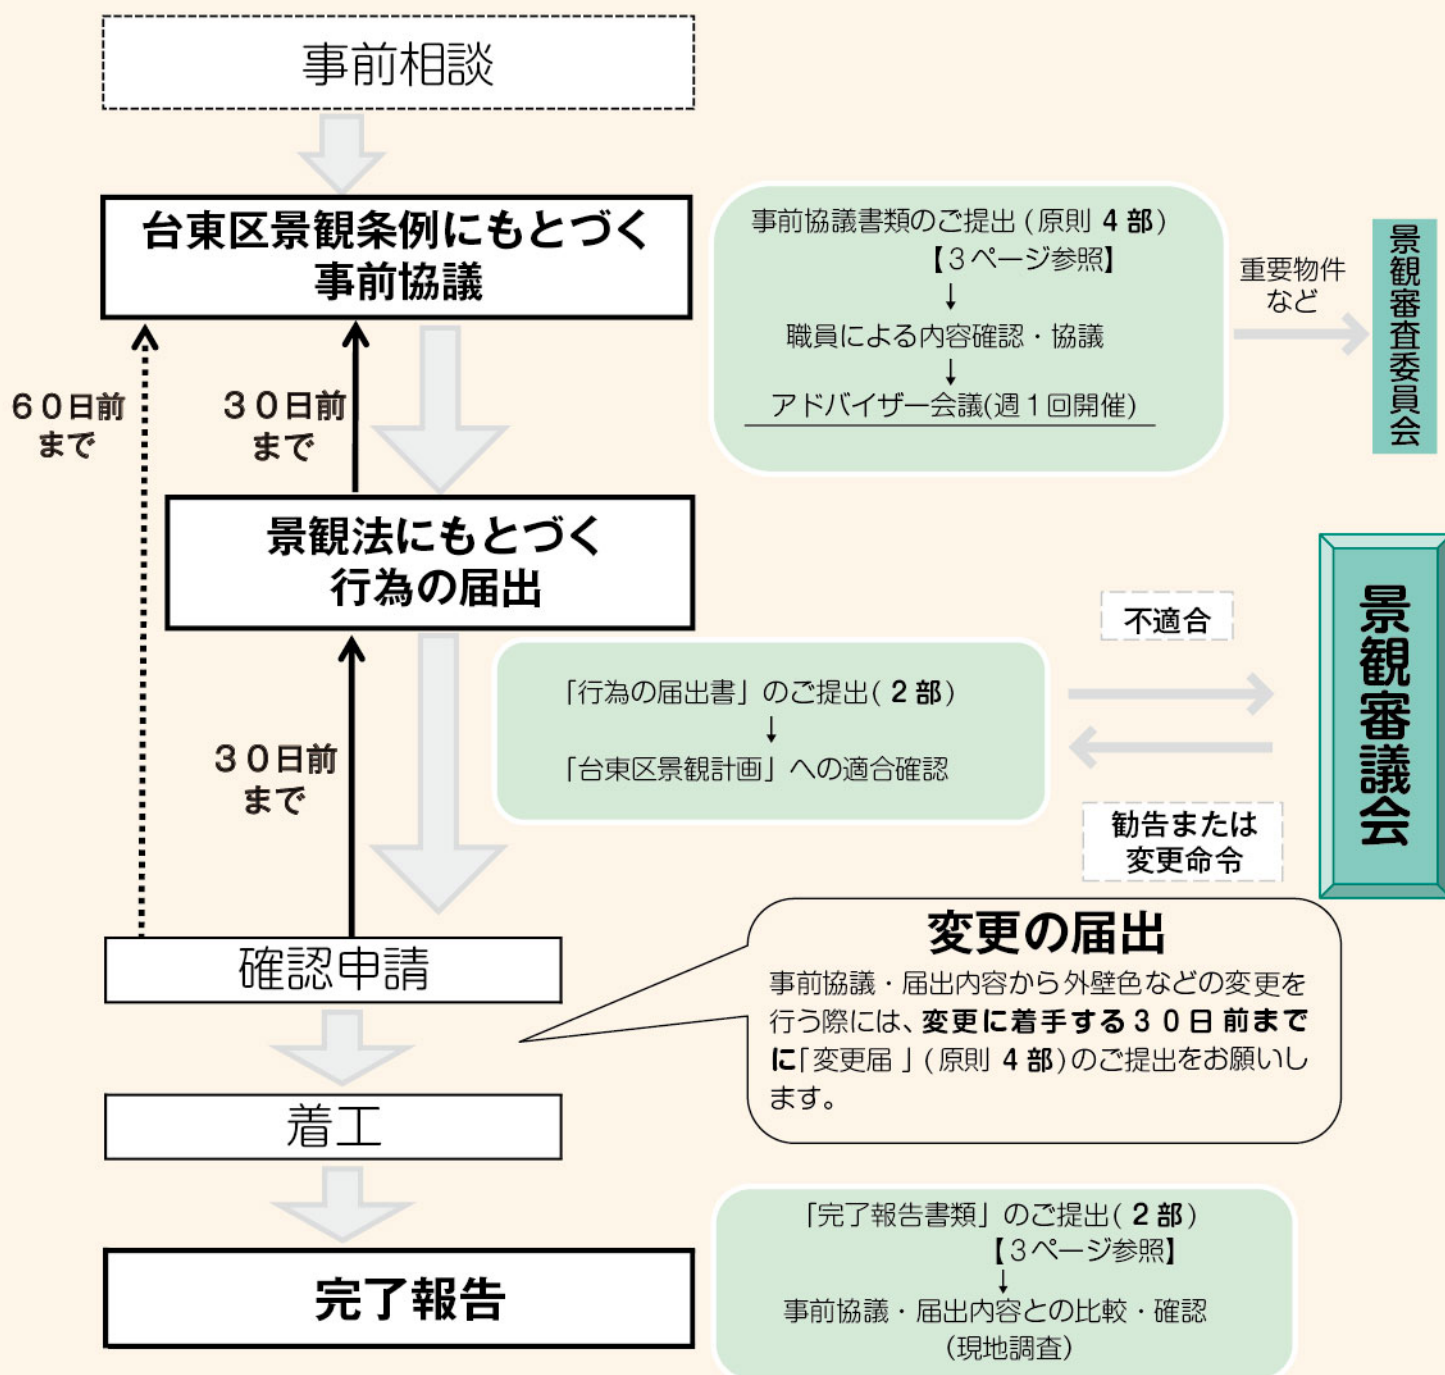 事前相談
台東区景観条例にもとづく
事前協議
事前協議書類のご提出(原則 4 部)
【3ページ参照】
↓
職員による内容確認・協議
↓
アドバイザー会議(週1回開催)
重要物件
など
景観審査委員会
60日前
まで
30日前
まで
景観法にもとづく
行為の届出
「行為の届出書」のご提出( 2 部)
↓
「台東区景観計画」への適合確認
不適合
勧告または
変更命令
景観審議会
30日前
まで
確認申請
変更の届出
事前協議・届出内容から外壁色などの変更を
行う際には、変更に着手する30日前まで
に「変更届 」(原則 4 部)のご提出をお願いし
ます。
着工
完了報告
「完了報告書類」のご提出( 2 部)
【3ページ参照】
↓
事前協議・届出内容との比較・確認
(現地調査)